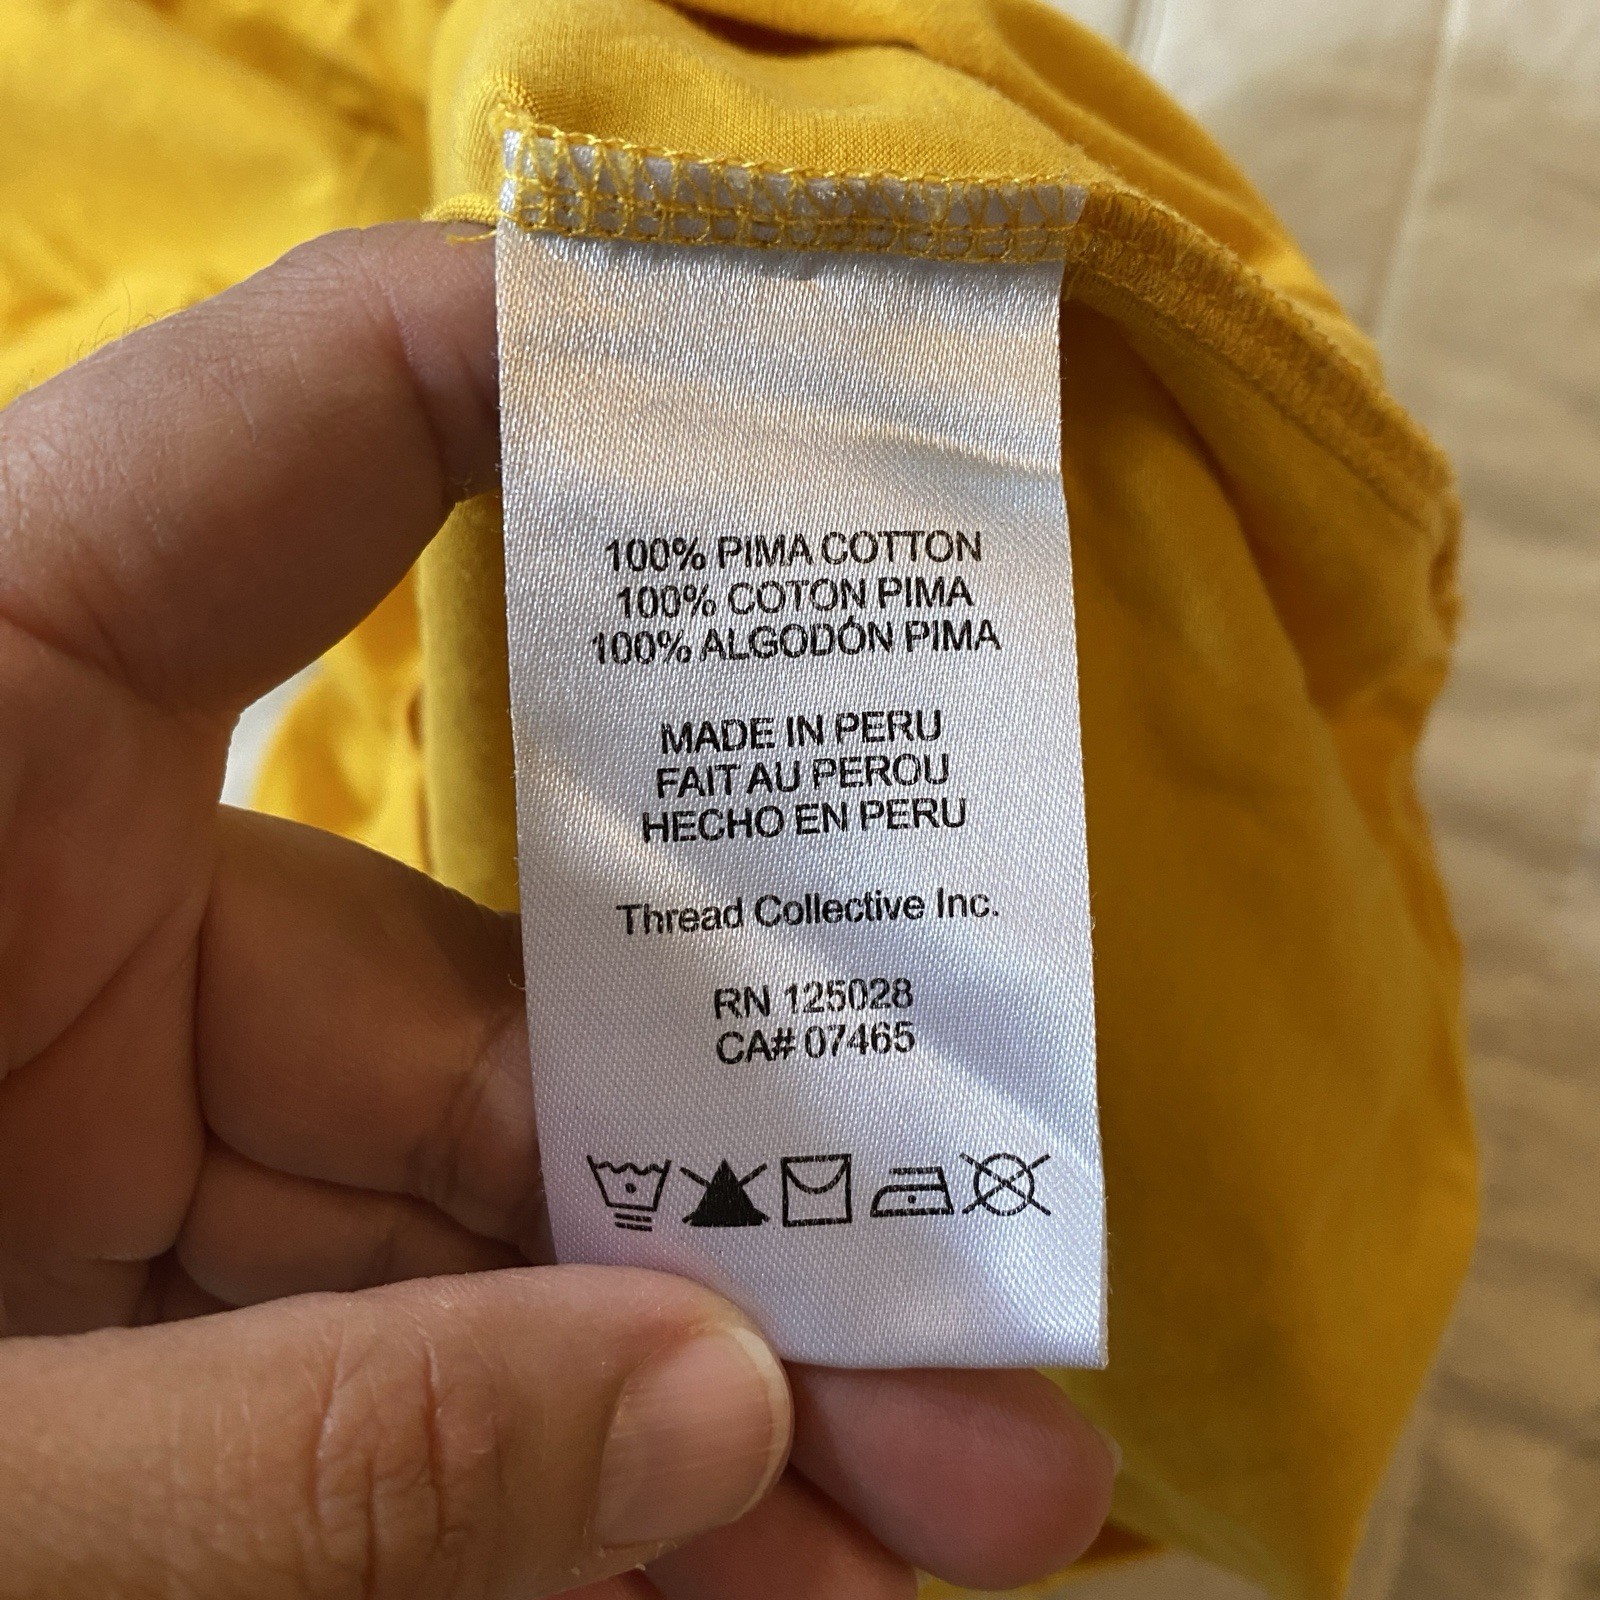 100% PIMA COTTON
100% COTON PIMA
100% ALGODÓN PIMA
MADE IN PERU
FAIT AU PEROU
HECHO EN PERU
Thread Collective Inc.
RN 125028
CA# 07465